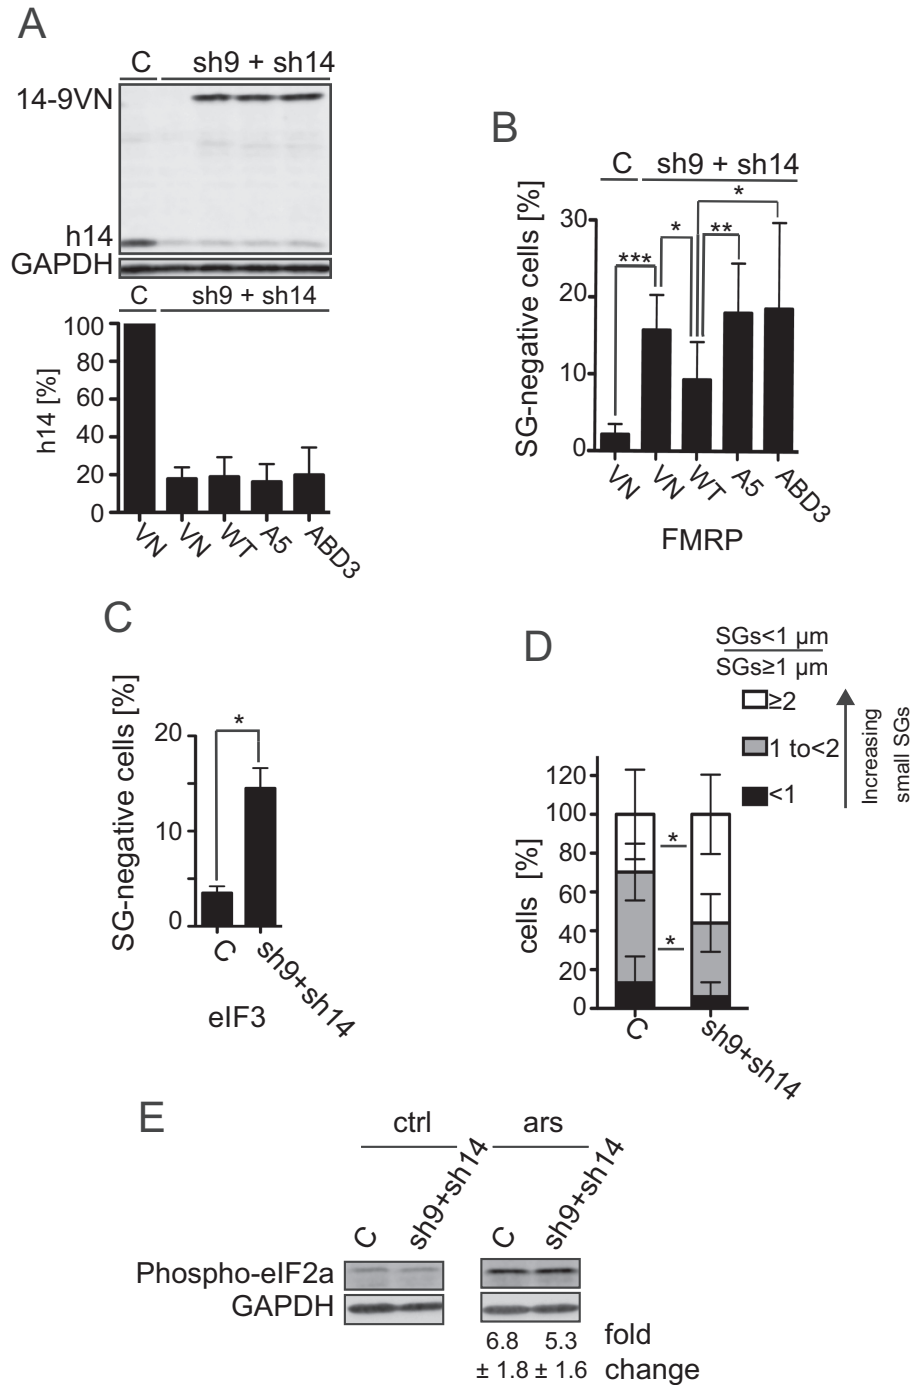 A
C sh9 + sh14
14-9VN
h14
GAPDH
C sh9 + sh14
h14 [%]
100
80
60
40
20
0
VN VN WT A5 ABD3
B
C sh9 + sh14
SG-negative cells [%]
30
20
10
0
*** * ** *
VN VN WT A5 ABD3
FMRP
C
SG-negative cells [%]
20
10
0
*
C sh9+sh14
eIF3
D
SGs<1 µm
SGs≥1 µm
≥2
1 to<2
<1
Increasing
small SGs
cells [%]
120
100
80
60
40
20
0
*
*
C sh9+sh14
E
ctrl ars
C sh9+sh14 C sh9+sh14
Phospho-eIF2a
GAPDH
6.8 5.3 fold
± 1.8 ± 1.6 change